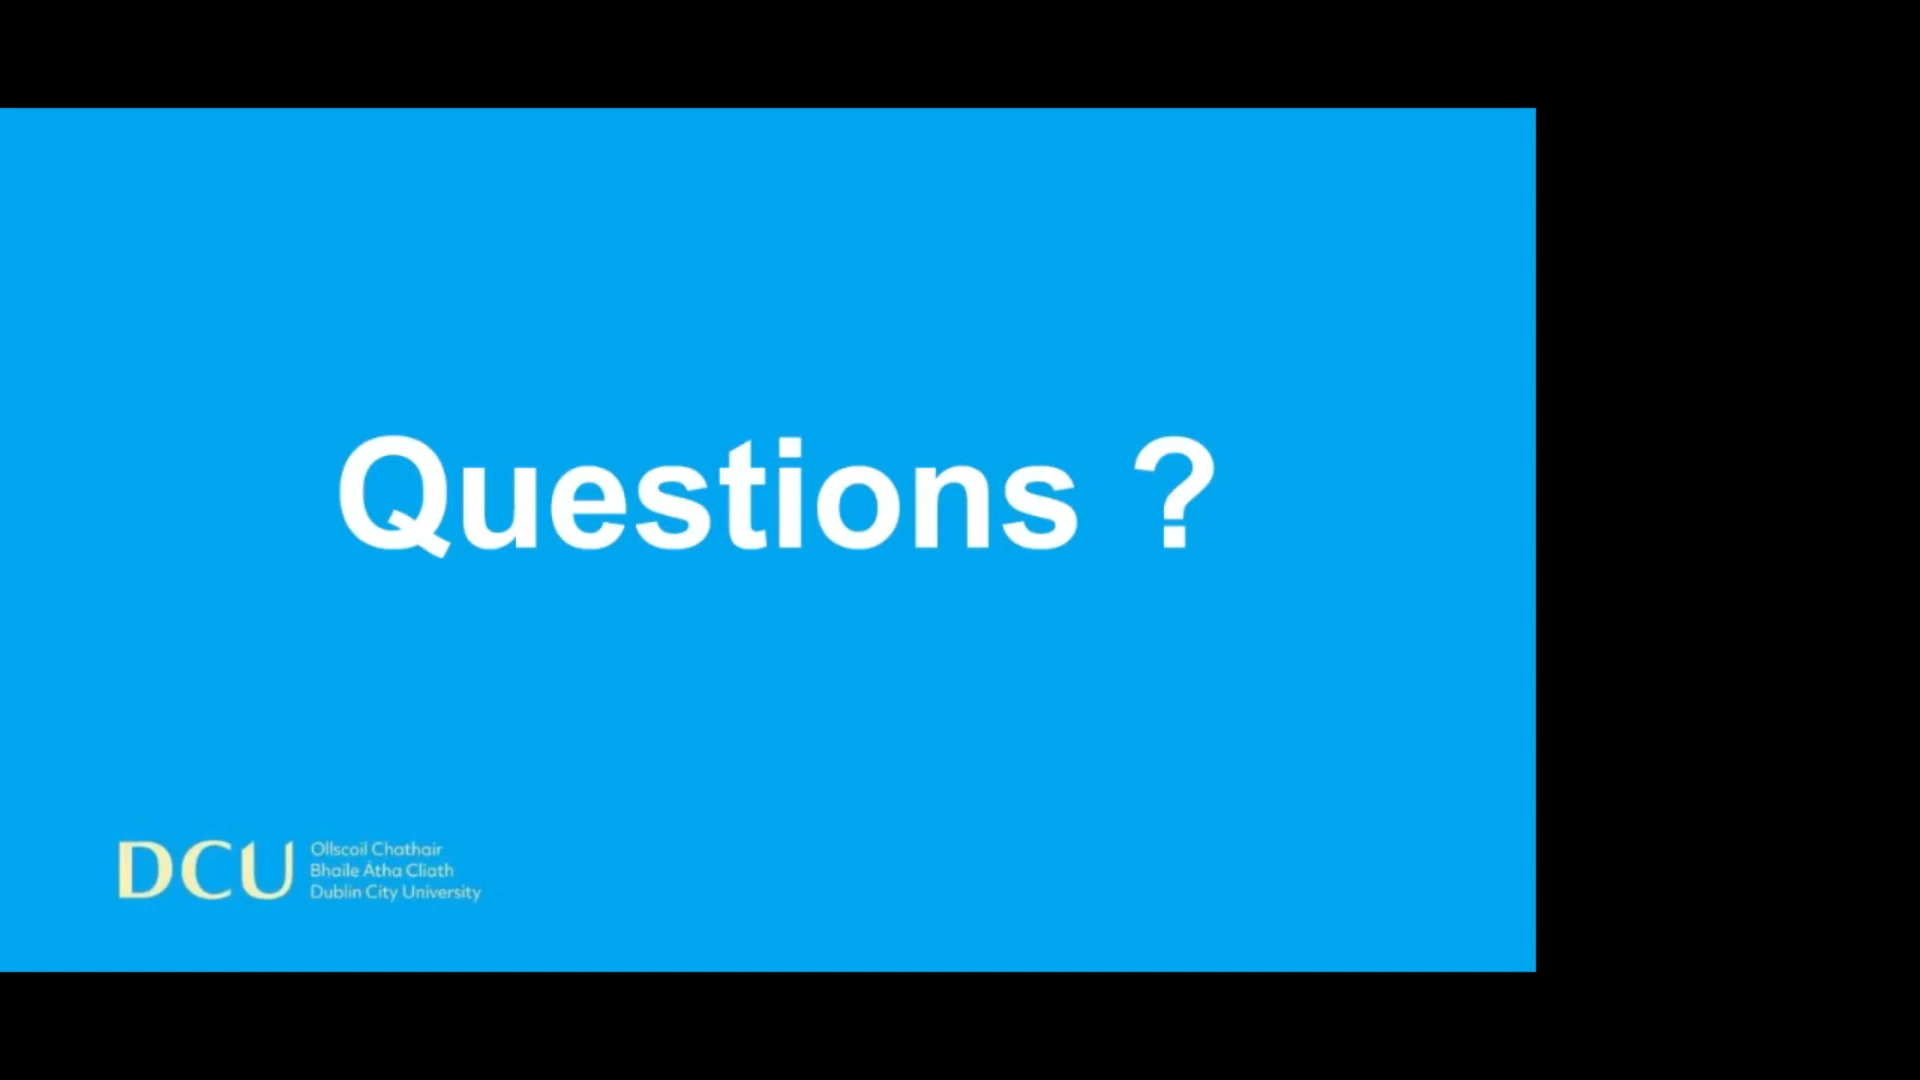 Questions ?
DCU
Ollscoil Chathair
Bhaile Átha Cliath
Dublin City University